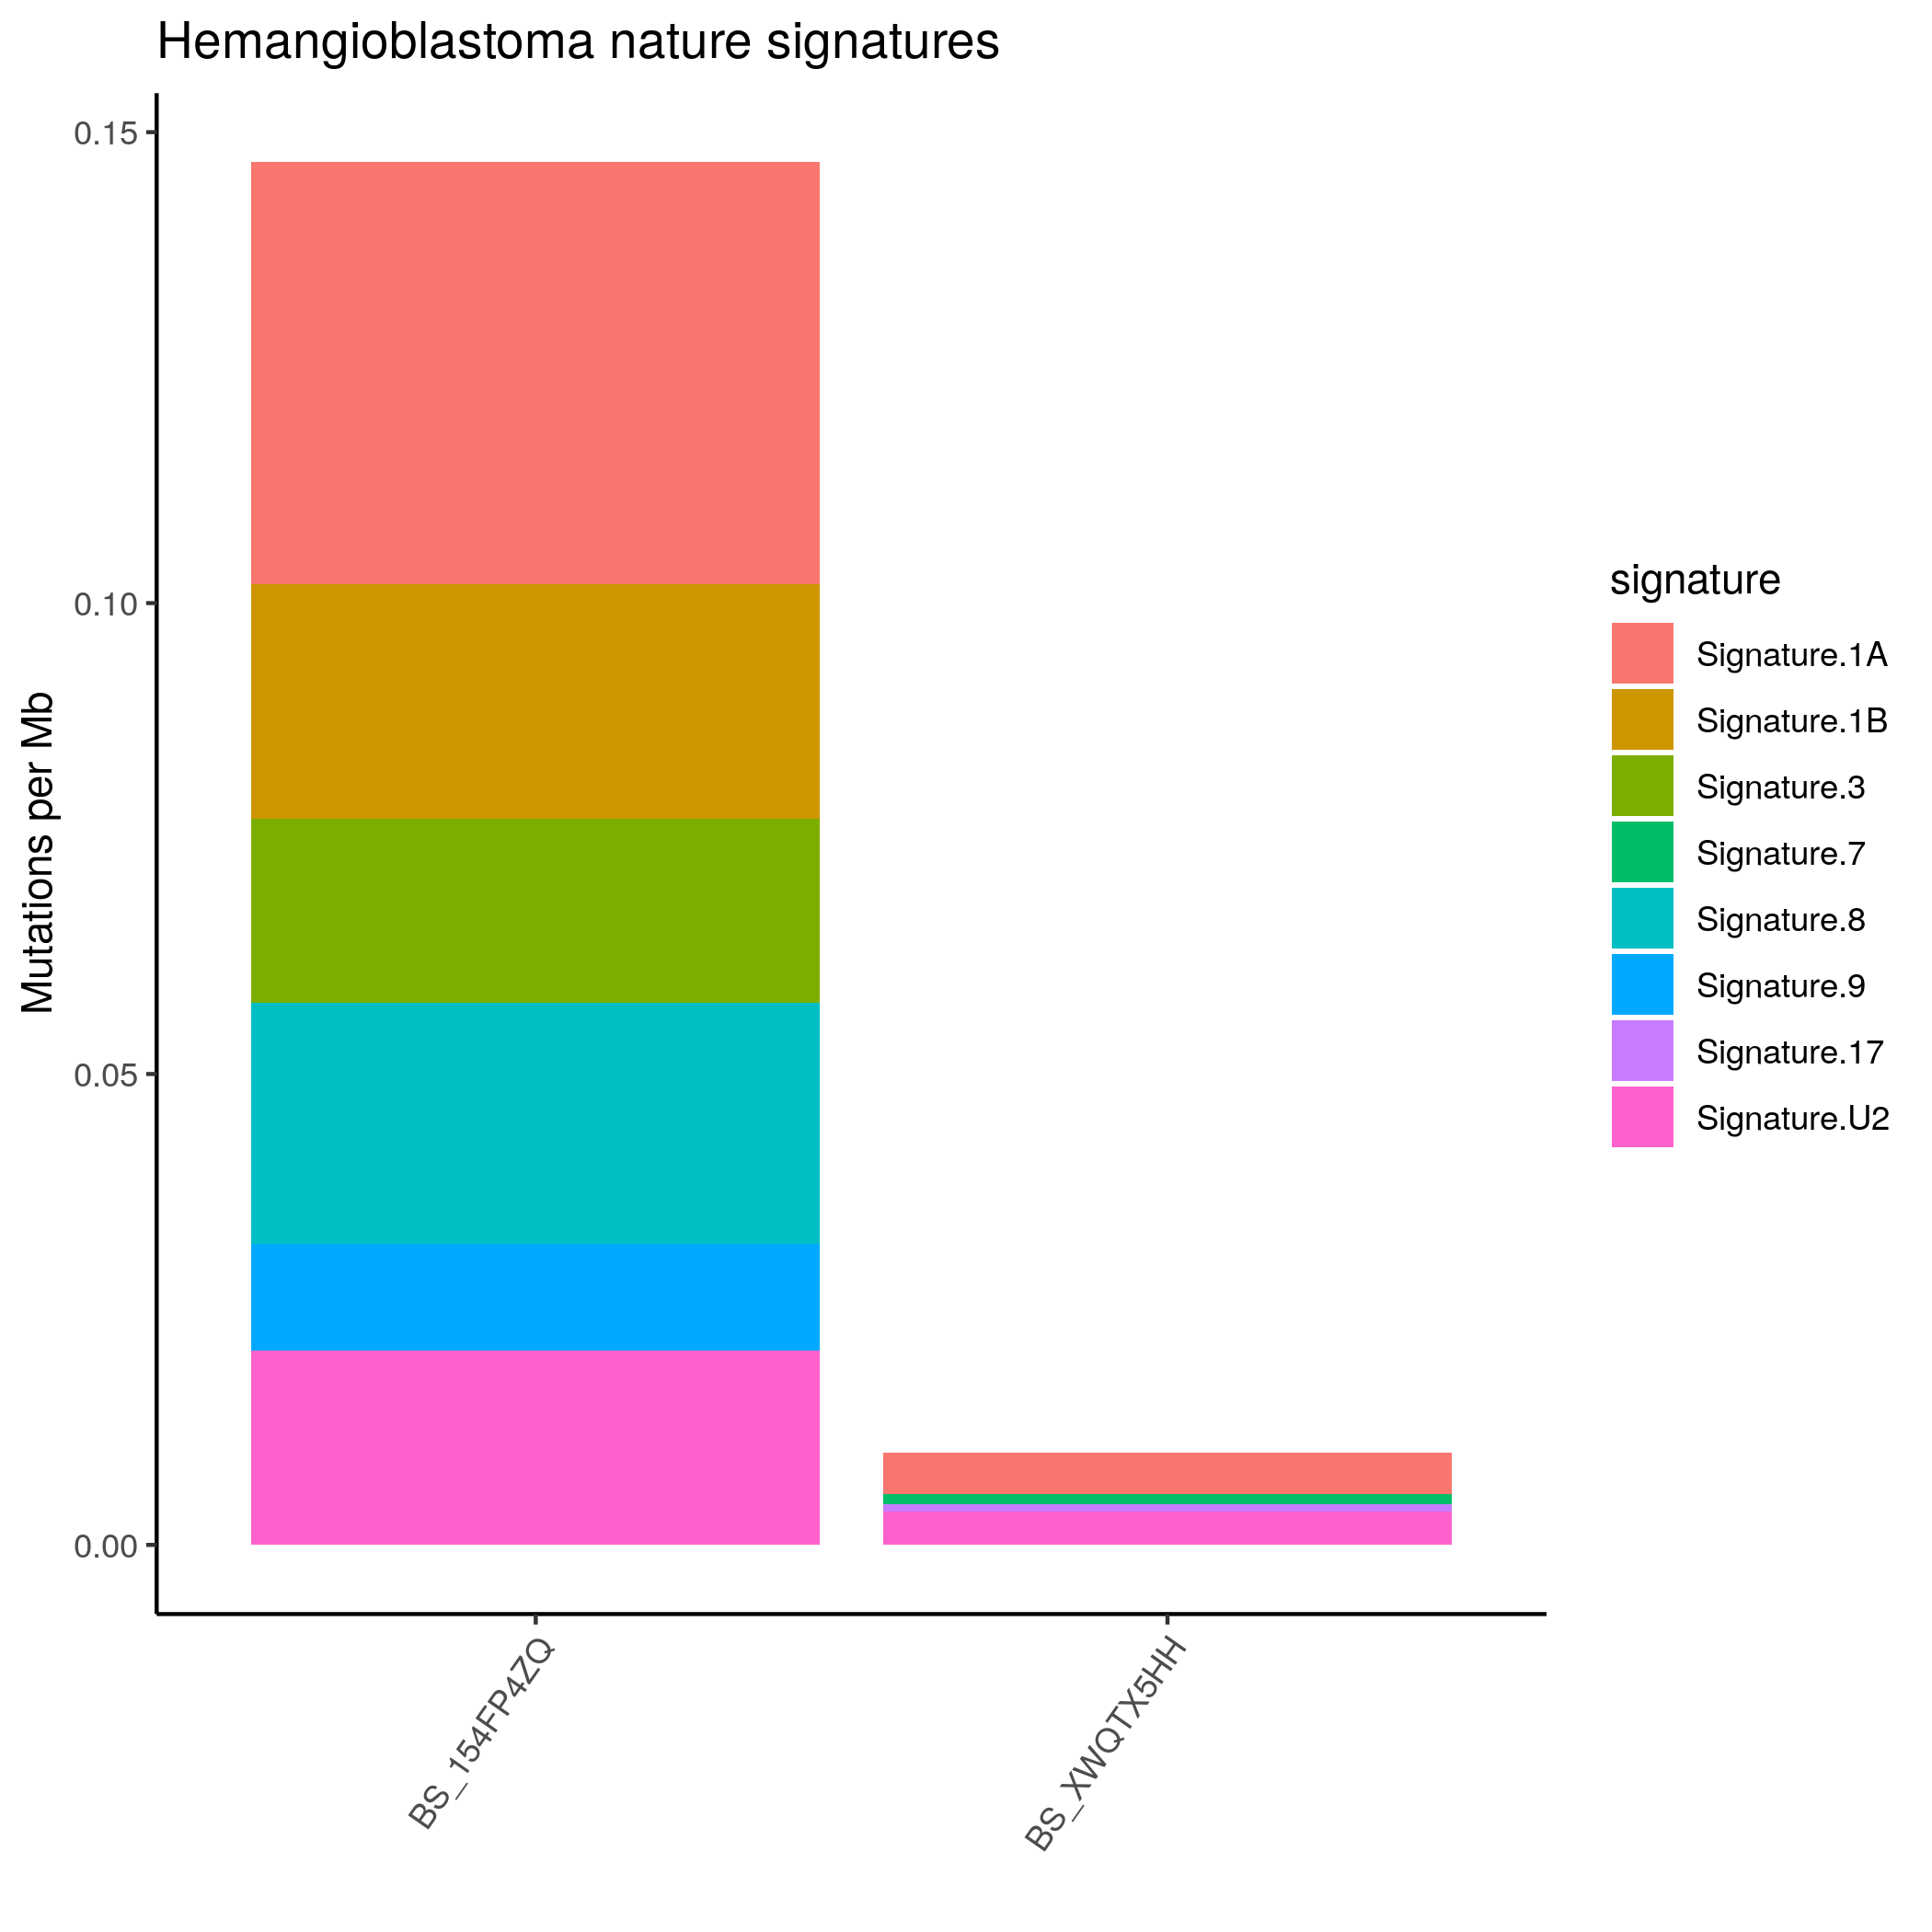 Hemangioblastoma nature signatures
Mutations per Mb
0.15
0.10
0.05
0.00
BS_154FP4ZQ
BS_XWQTX5HH
signature
Signature.1A
Signature.1B
Signature.3
Signature.7
Signature.8
Signature.9
Signature.17
Signature.U2